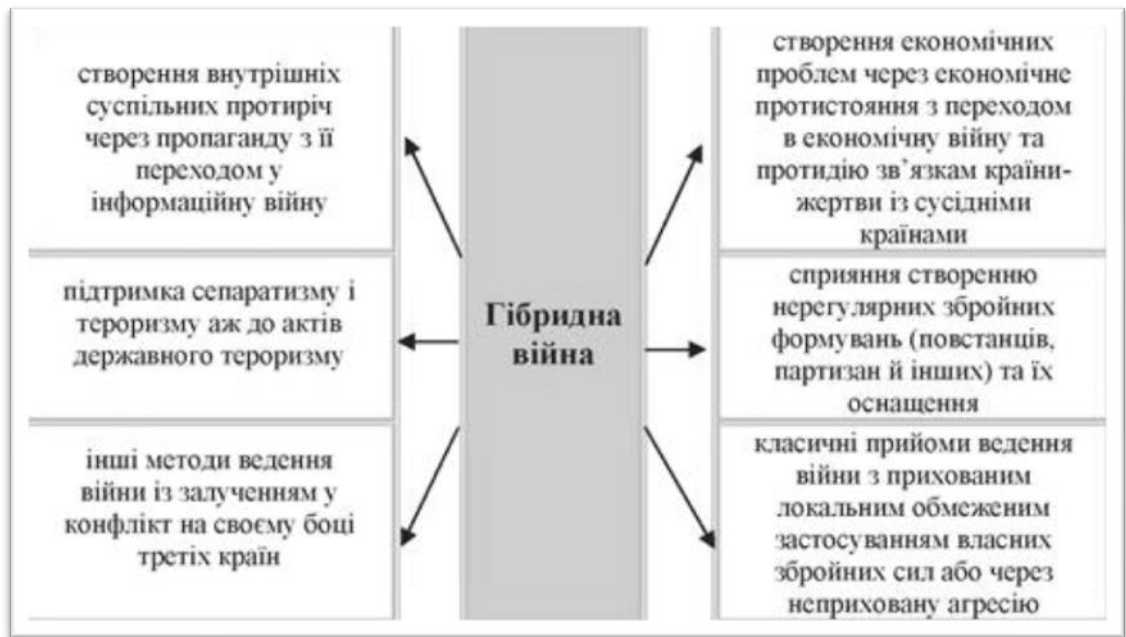 створення внутрішніх
суспільних протиріч
через пропаганду з її
переходом у
інформаційну війну
підтримка сепаратизму і
тероризму аж до актів
державного тероризму
інші методи ведення
війни із залученням у
конфлікт на своєму боці
третіх країн
Гібридна
війна
створення економічних
проблем через економічне
протистояння з переходом
в економічну війну та
протидію зв`язкам країни-
жертви із сусідніми
країнами
сприяння створенню
нерегулярних збройних
формувань (повстанців,
партизан й інших) та їх
оснащення
класичні прийоми ведення
війни з прихованим
локальним обмеженим
застосуванням власних
збройних сил або через
неприховану агресію